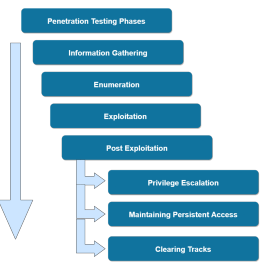 Penetration Testing Phases
Information Gathering
Enumeration
Exploitation
Post Exploitation
Privilege Escalation
Maintaining Persistent Access
Clearing Tracks